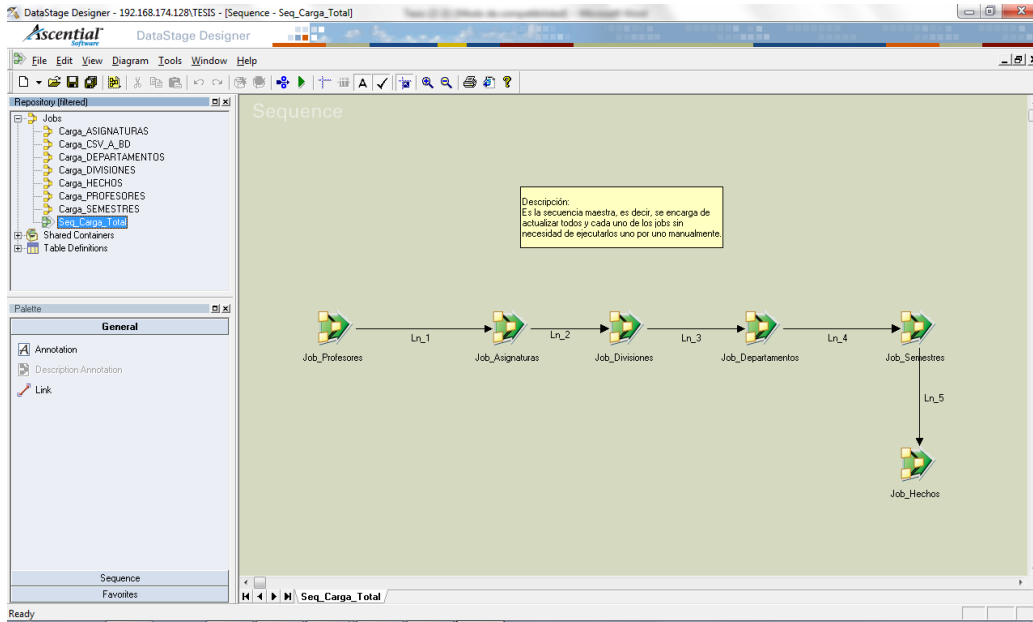 DataStage Designer - 192.168.174.128\TESIS - [Sequence - Seq_Carga_Total]
Ascential Software DataStage Designer
File Edit View Diagram Tools Window Help
Repository (filtered)
Jobs
Carga_ASIGNATURAS
Carga_CSV_A_BD
Carga_DEPARTAMENTOS
Carga_DIVISIONES
Carga_HECHOS
Carga_PROFESORES
Carga_SEMESTRES
Seq_Carga_Total
Shared Containers
Table Definitions
Sequence
Descripción:
Es la secuencia maestra, es decir, se encarga de
actualizar todos y cada uno de los jobs sin
necesidad de ejecutarlos uno por uno manualmente.
Palette
General
Annotation
Description Annotation
Link
Ln_1
Ln_2
Ln_3
Ln_4
Job_Profesores
Job_Asignaturas
Job_Divisiones
Job_Departamentos
Job_Semestres
Ln_5
Job_Hechos
Sequence
Favorites
Seq_Carga_Total
Ready